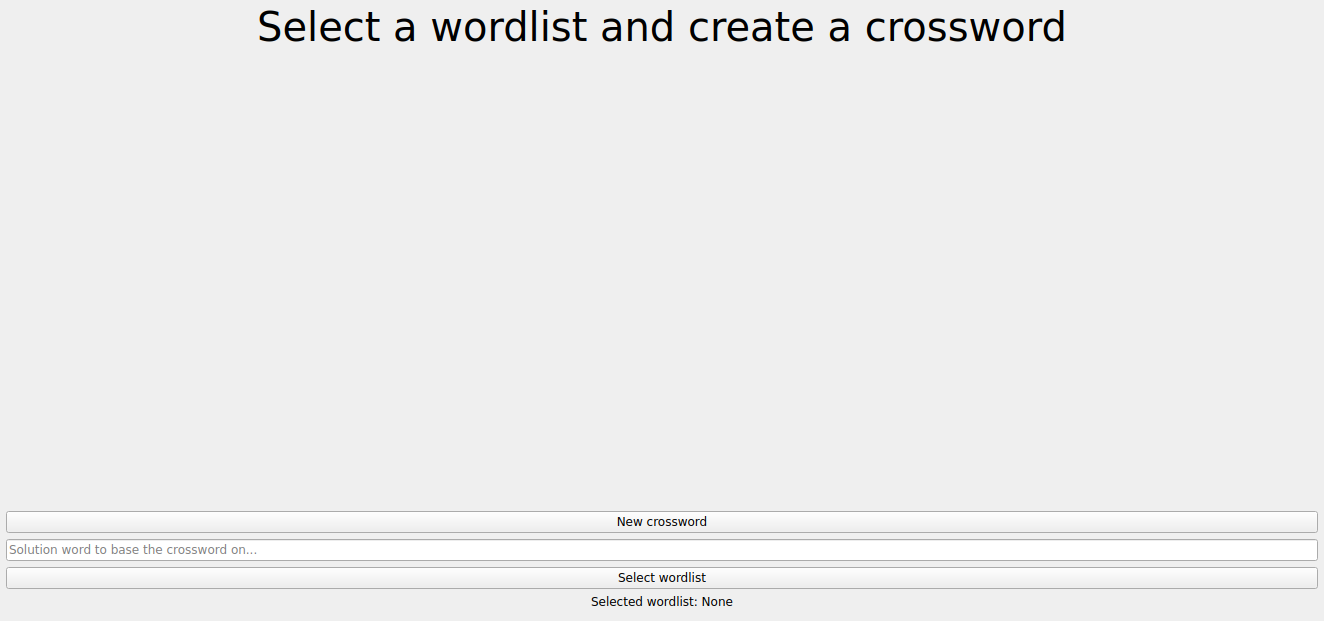 Select a wordlist and create a crossword
New crossword
Solution word to base the crossword on...
Select wordlist
Selected wordlist: None